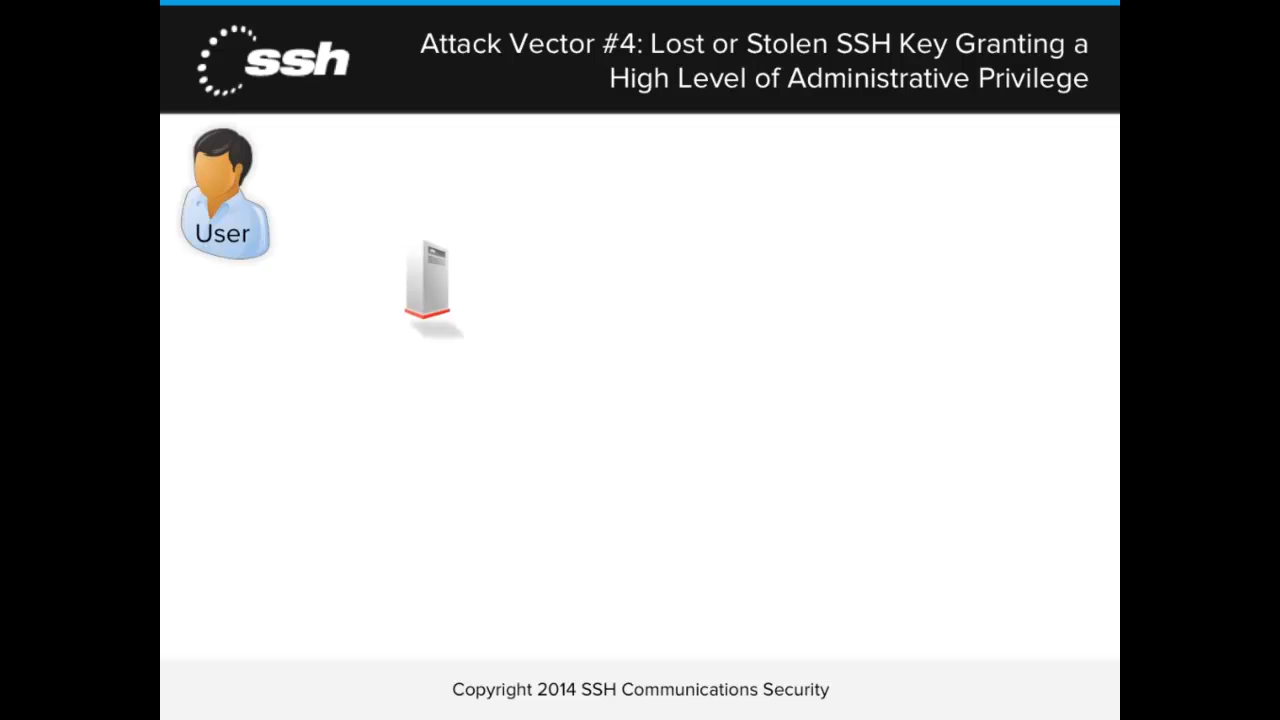 ssh
Attack Vector #4: Lost or Stolen SSH Key Granting a
High Level of Administrative Privilege
User
Copyright 2014 SSH Communications Security